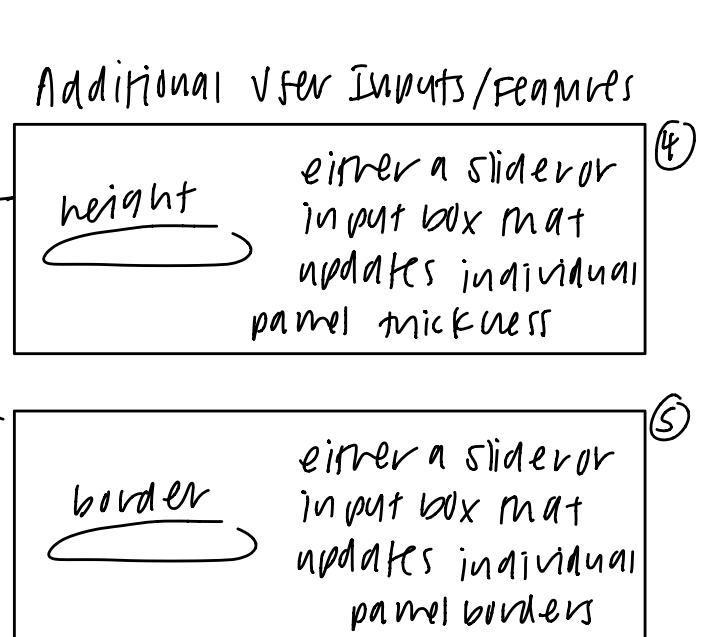 Additional User Inputs/Features
4
height
either a slider or
input box that
updates individual
panel thickness
5
border
either a slider or
input box that
updates individual
panel borders